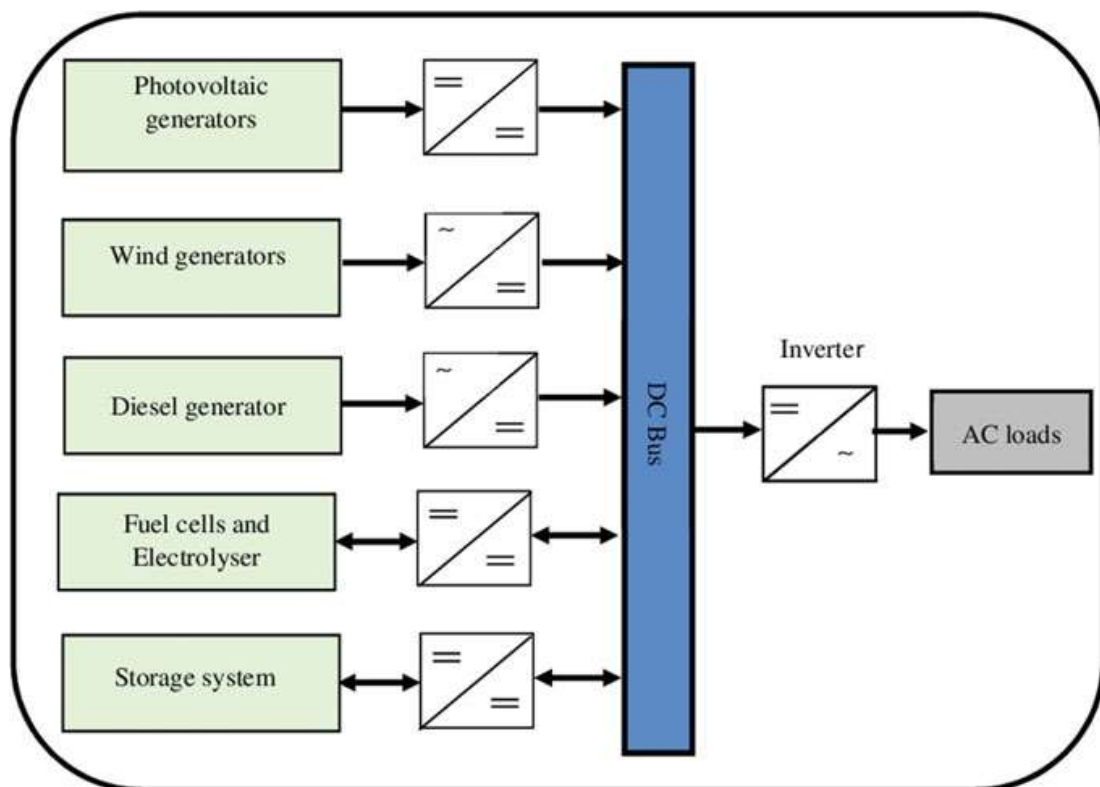 Photovoltaic
generators
Wind generators
Diesel generator
Fuel cells and
Electrolyser
Storage system
DC Bus
Inverter
AC loads